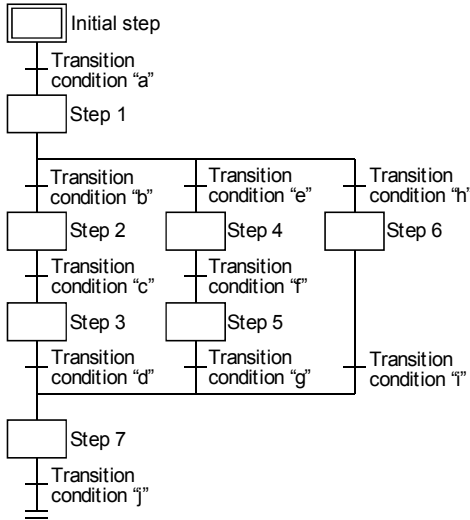 Initial step
Transition
condition “a”
Step 1
Transition
condition “b”
Transition
condition “e”
Transition
condition “h”
Step 2
Step 4
Step 6
Transition
condition “c”
Transition
condition “f”
Step 3
Step 5
Transition
condition “d”
Transition
condition “g”
Transition
condition “i”
Step 7
Transition
condition “j”